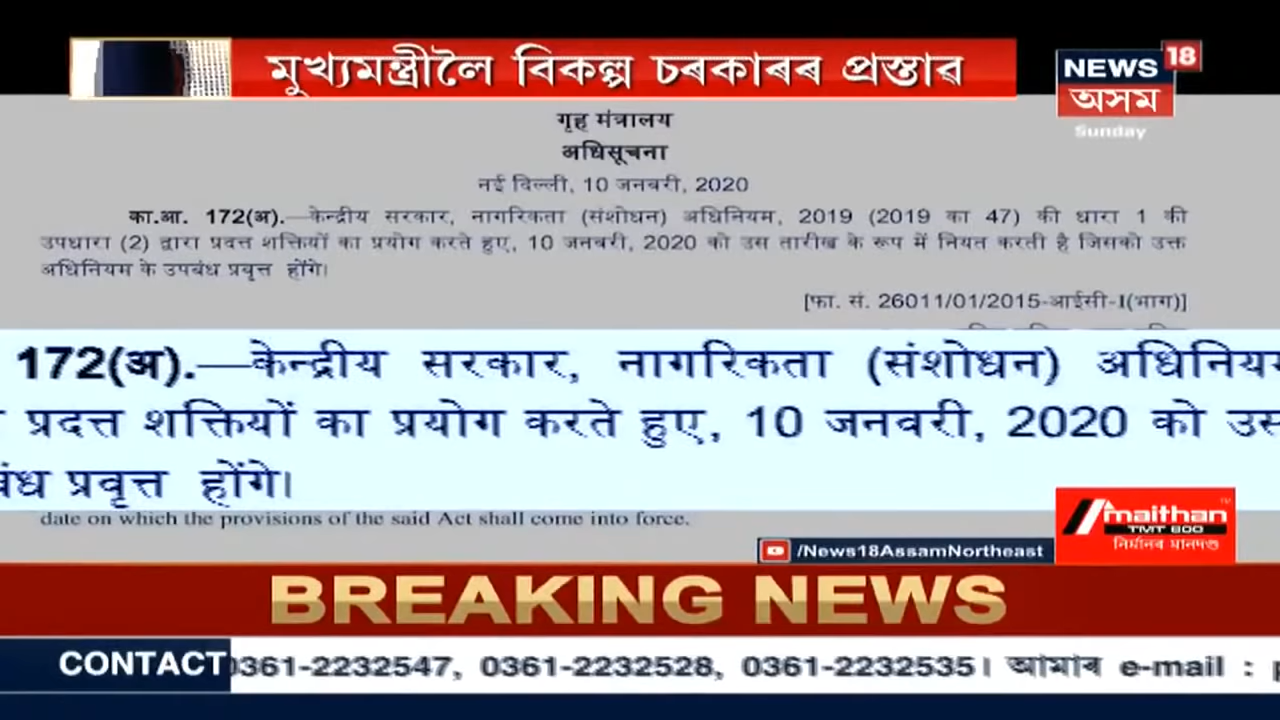 মুখ্যমন্ত্ৰীলৈ বিকল্প চৰকাৰৰ প্ৰস্তাৱ
NEWS 18
অসম
Sunday
गृह मंत्रालय
अधिसूचना
नई दिल्ली, 10 जनवरी, 2020
का.आ. 172(अ).—केन्द्रीय सरकार, नागरिकता (संशोधन) अधिनियम, 2019 (2019 का 47) की धारा 1 की
उपधारा (2) द्वारा प्रदत्त शक्तियों का प्रयोग करते हुए, 10 जनवरी, 2020 को उस तारीख के रूप में नियत करती है जिसको उक्त
अधिनियम के उपबंध प्रवृत्त होंगे।
[फा. सं. 26011/01/2015-आईसी-I(भाग)]
172(अ).—केन्द्रीय सरकार, नागरिकता (संशोधन) अधिनियम
प्रदत्त शक्तियों का प्रयोग करते हुए, 10 जनवरी, 2020 को उस
बंध प्रवृत्त होंगे।
date on which the provisions of the said Act shall come into force.
/News18AssamNortheast
maithan
TMT 600
নিৰ্মানৰ মানদণ্ড
BREAKING NEWS
CONTACT 0361-2232547, 0361-2232528, 0361-2232535। আমাৰ e-mail :